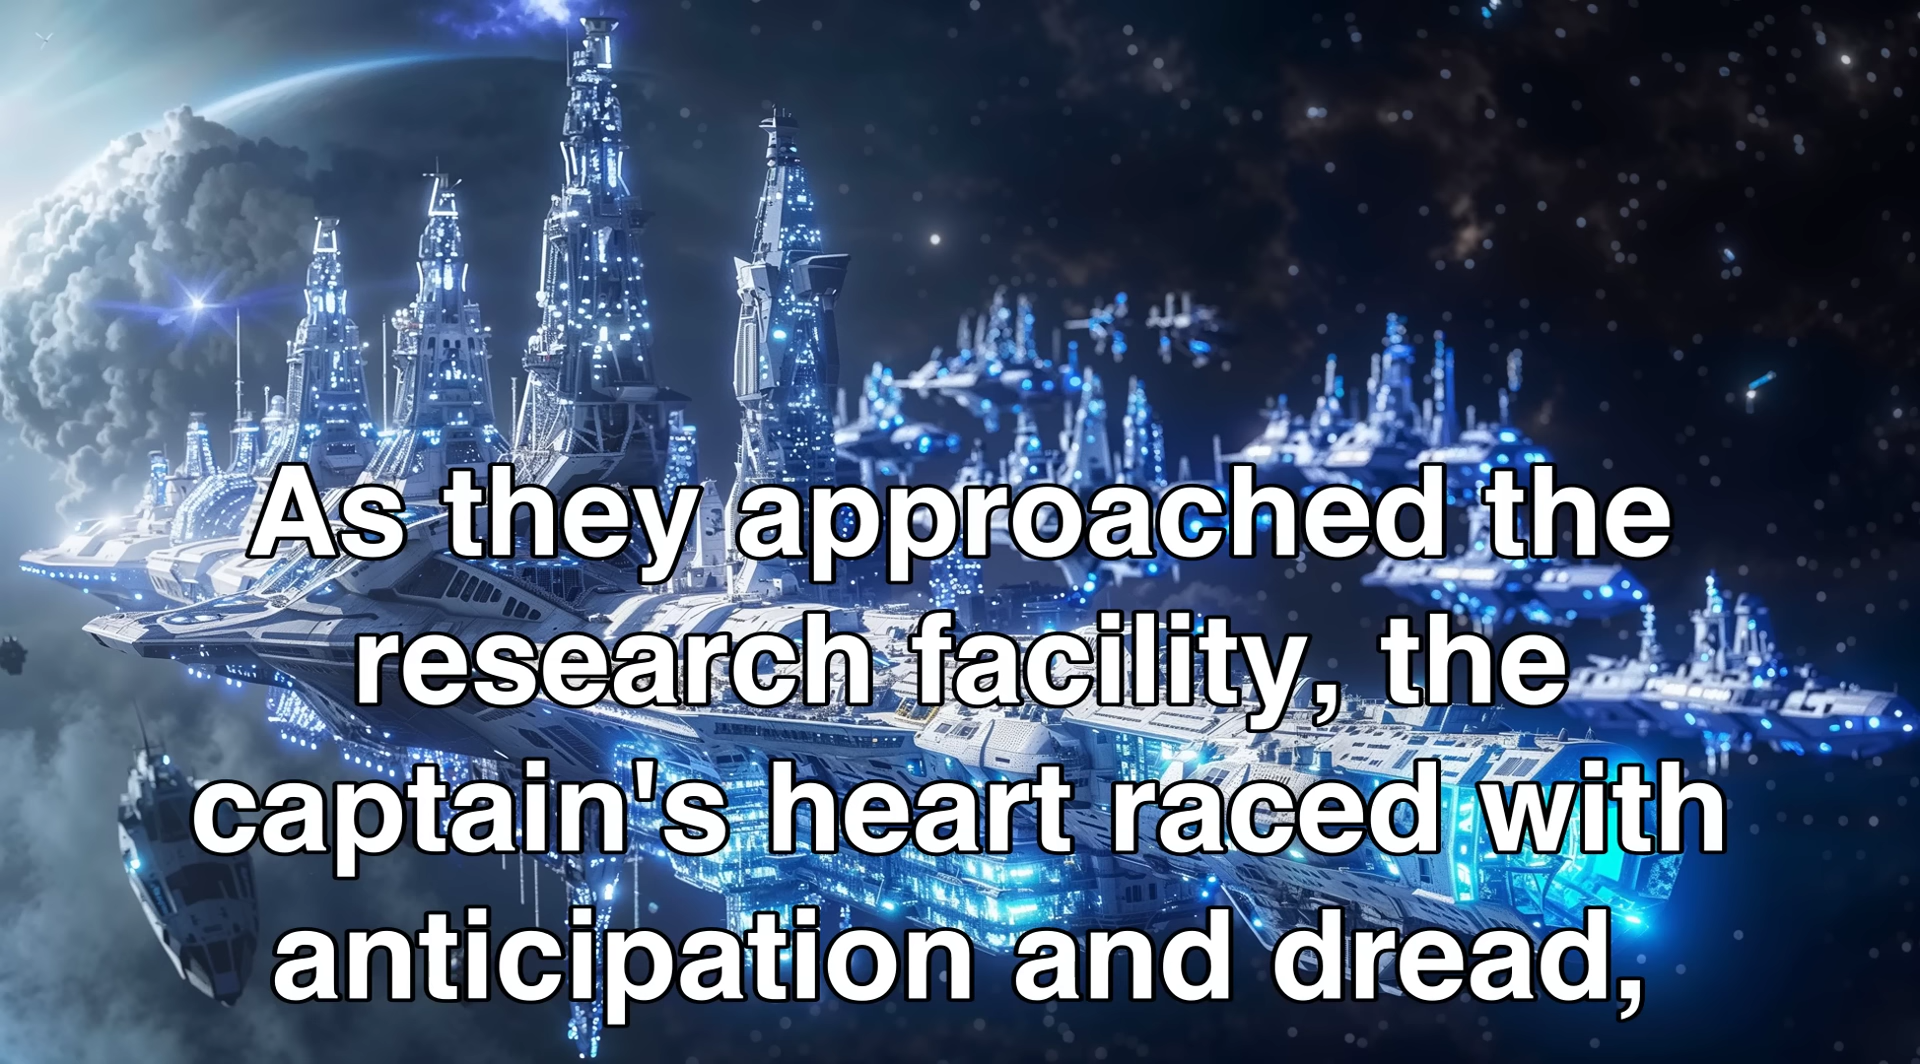 As they approached the
research facility, the
captain's heart raced with
anticipation and dread,